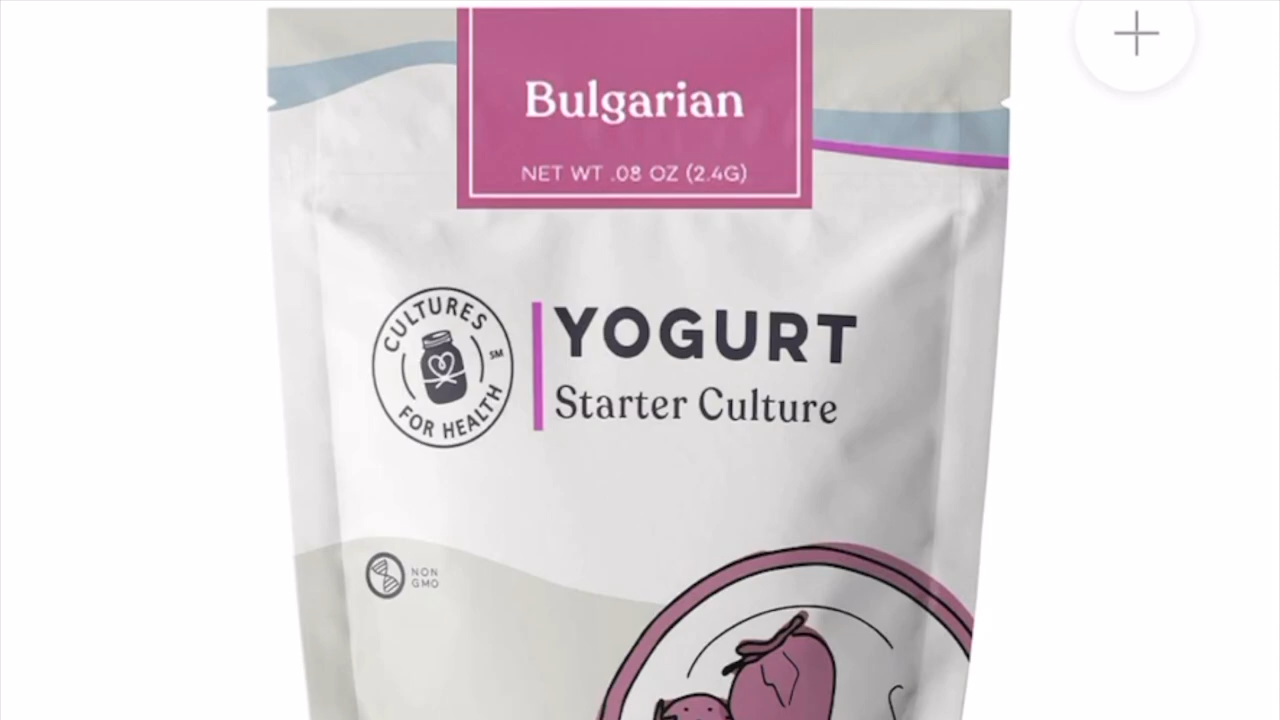 Bulgarian
NET WT .08 OZ (2.4G)
CULTURES
FOR HEALTH
SM
YOGURT
Starter Culture
NON
GMO